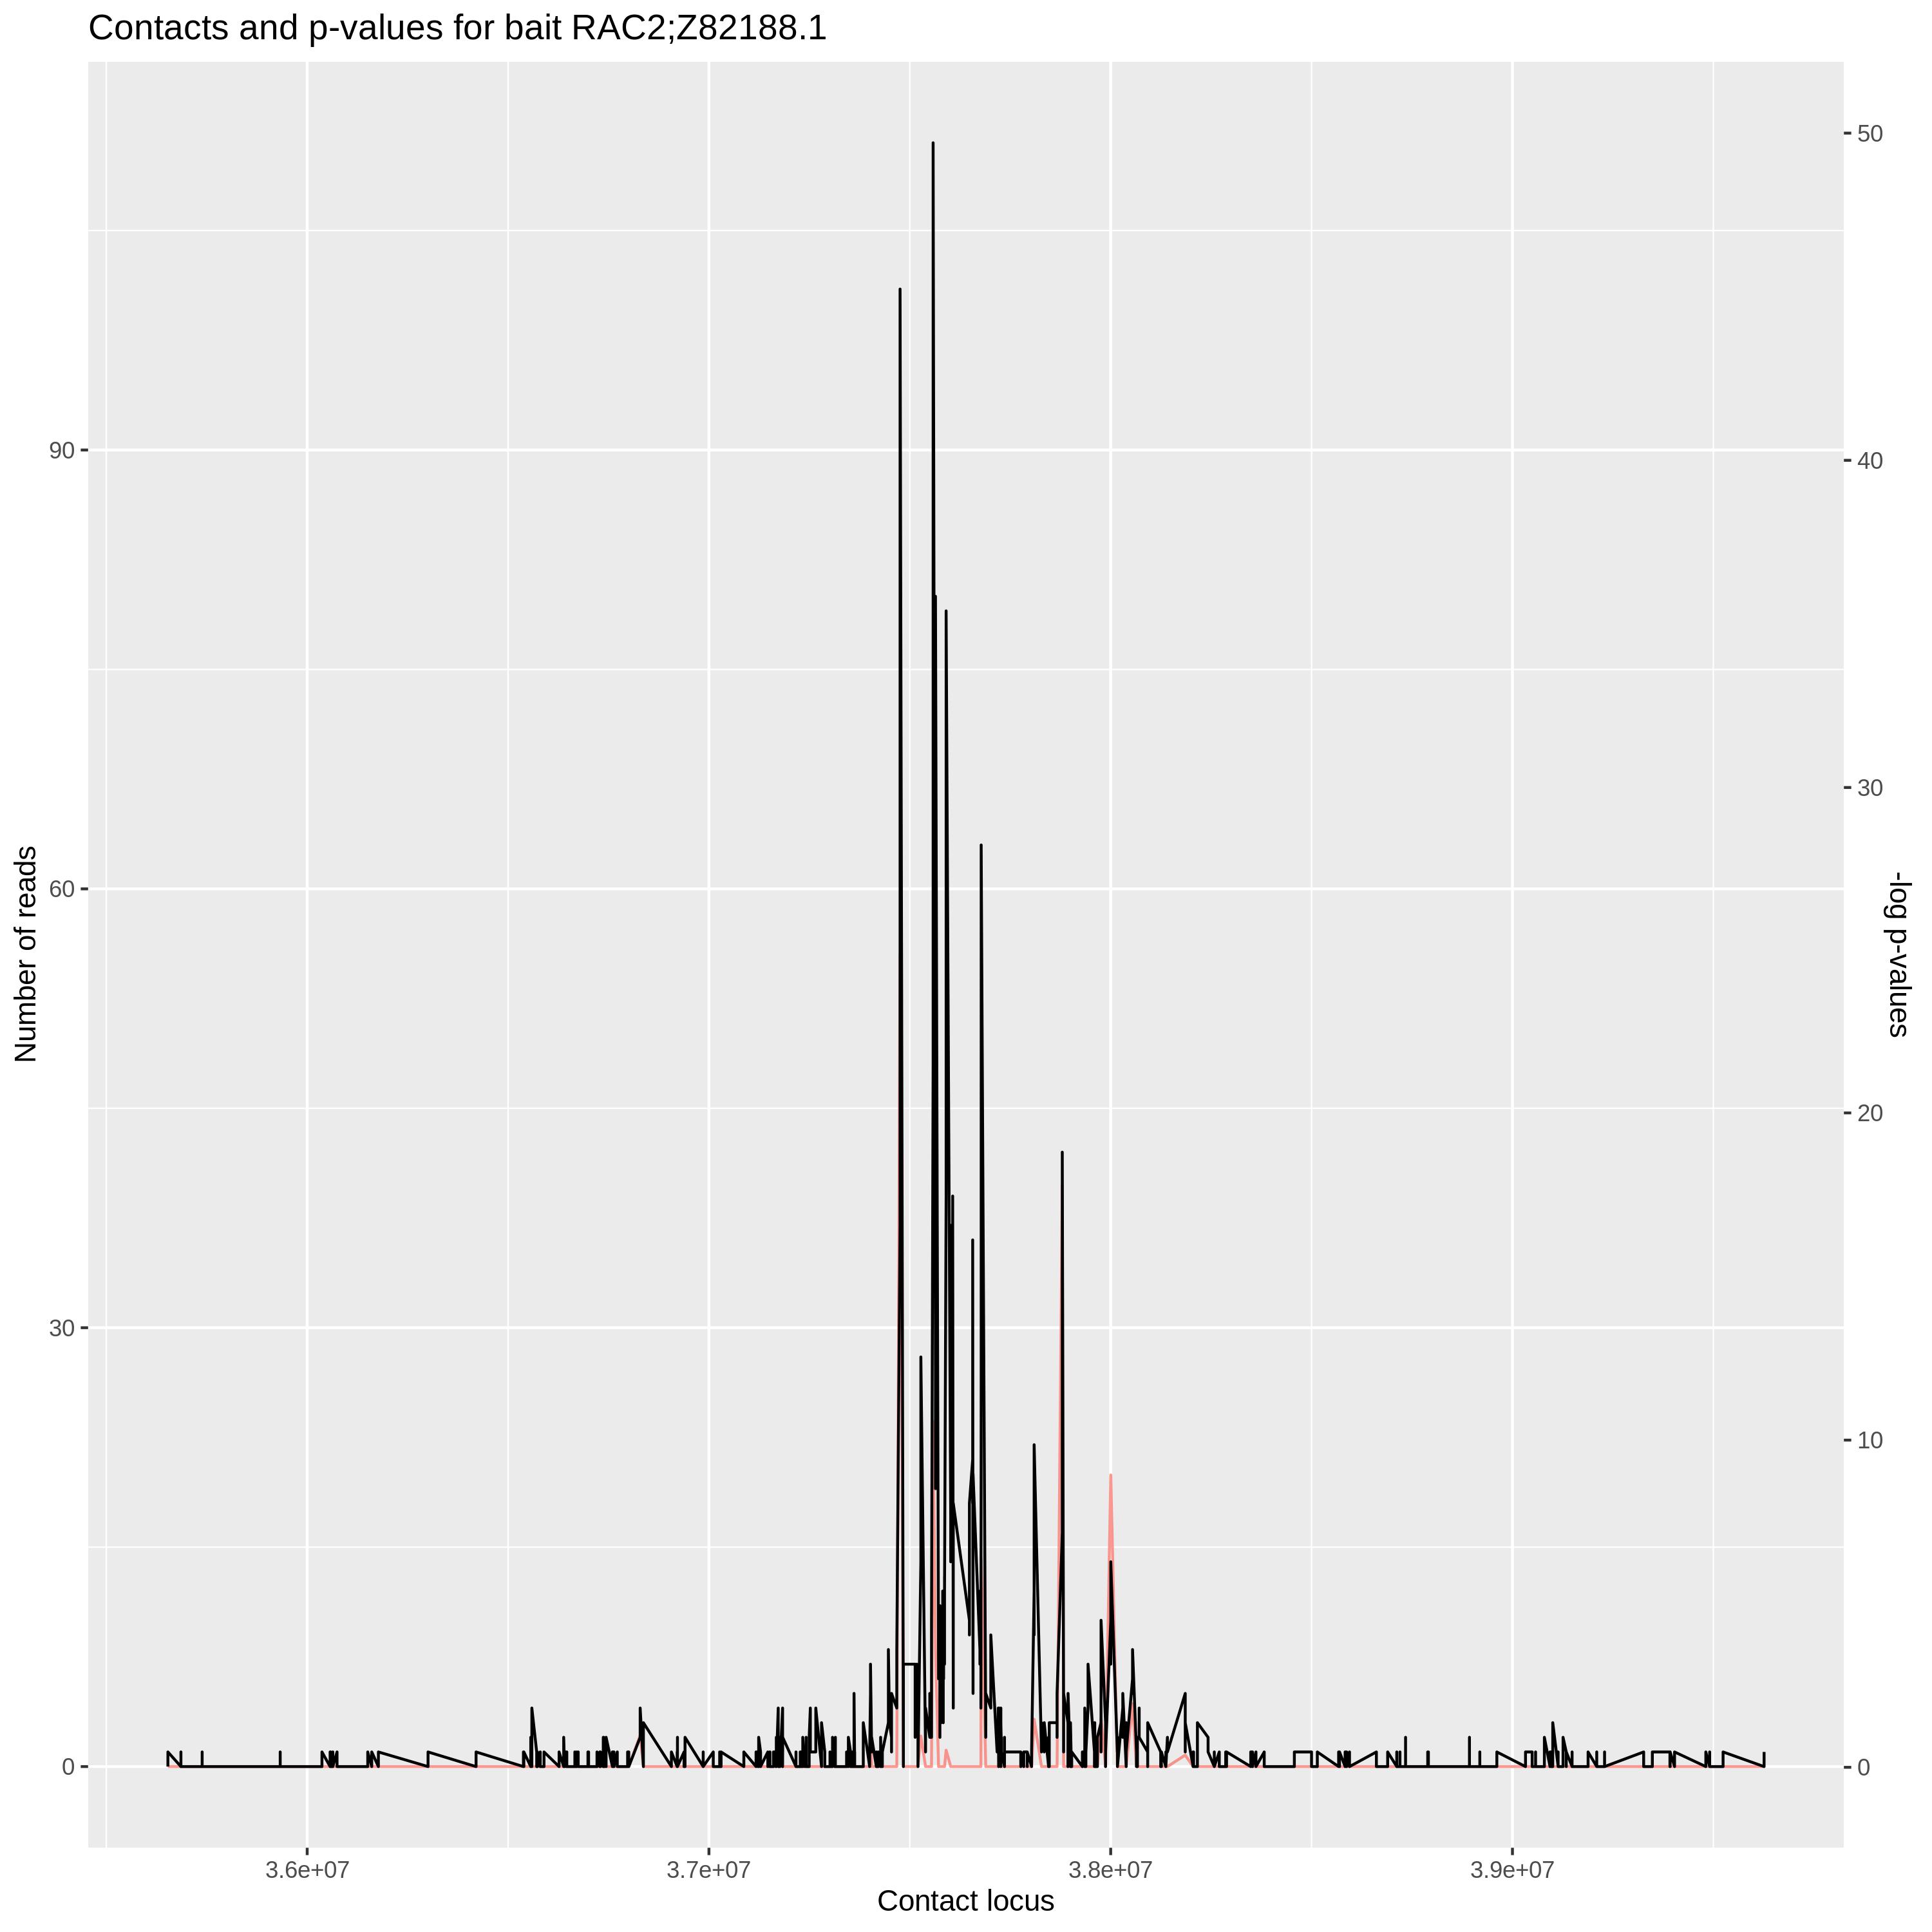 Contacts and p-values for bait RAC2;Z82188.1
Number of reads
90
60
30
0
50
40
30
20
10
0
-log p-values
3.6e+07 3.7e+07 3.8e+07 3.9e+07
Contact locus